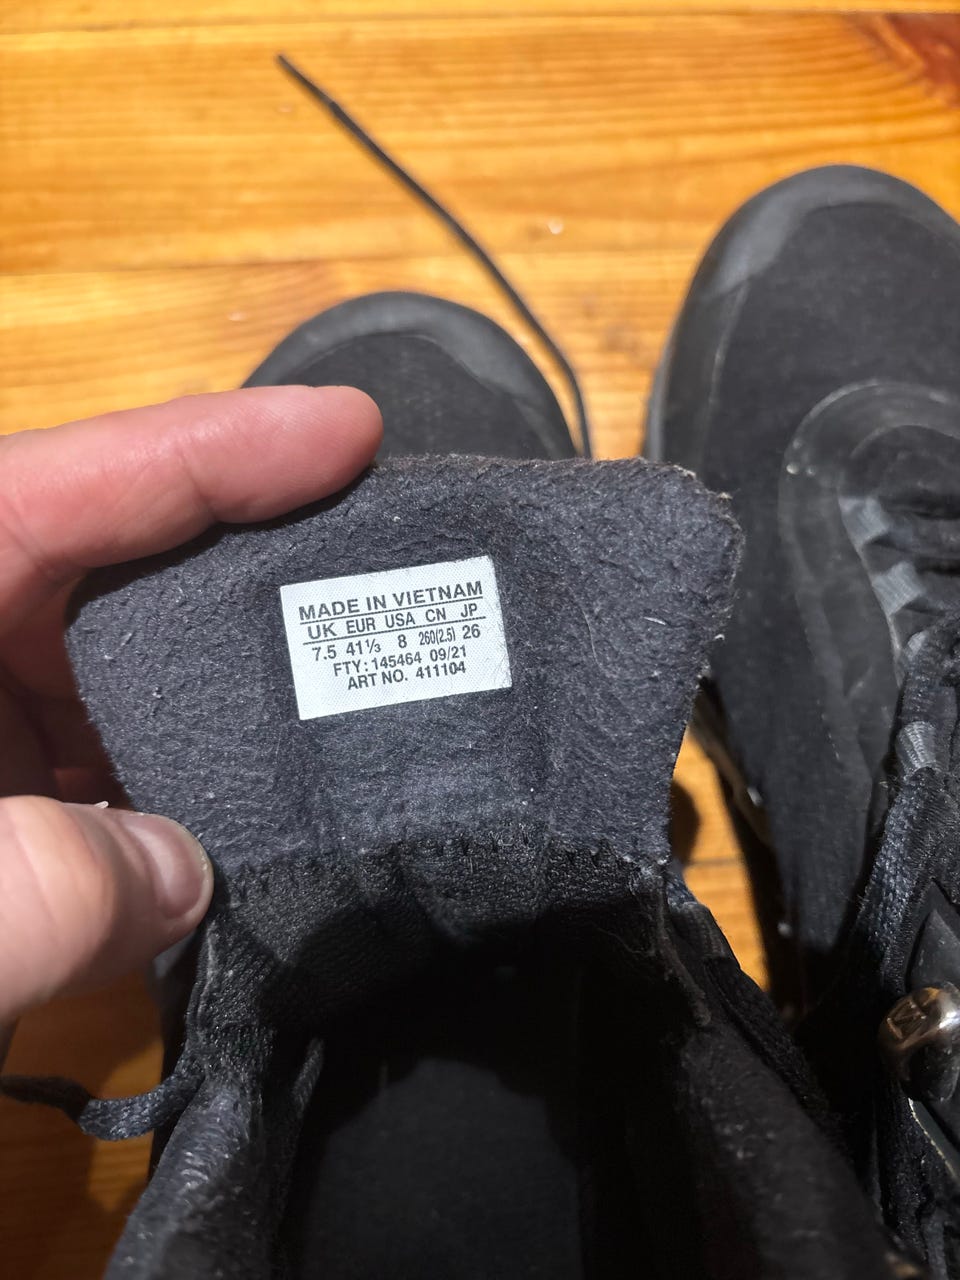 MADE IN VIETNAM
UK EUR USA CN JP
7.5 41⅓ 8 260(2.5) 26
FTY: 145464 09/21
ART NO. 411104